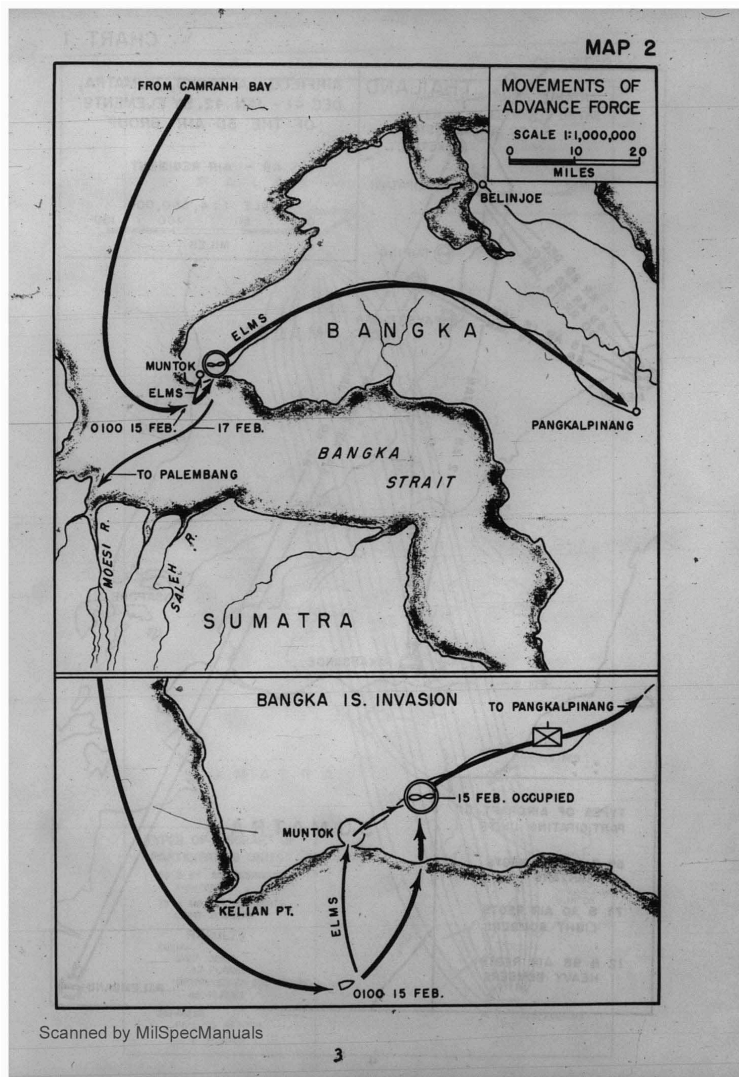 MAP 2
FROM CAMRANH BAY
MOVEMENTS OF
ADVANCE FORCE
SCALE 1:1,000,000
0 10 20
MILES
BELINJOE
ELMS
BANGKA
MUNTOK
ELMS
0100 15 FEB.
17 FEB.
PANGKALPINANG
TO PALEMBANG
BANGKA
STRAIT
MOESI R.
SALEH R.
SUMATRA
BANGKA IS. INVASION
TO PANGKALPINANG
15 FEB. OCCUPIED
MUNTOK
KELIAN PT.
ELMS
0100 15 FEB.
Scanned by MilSpecManuals
3